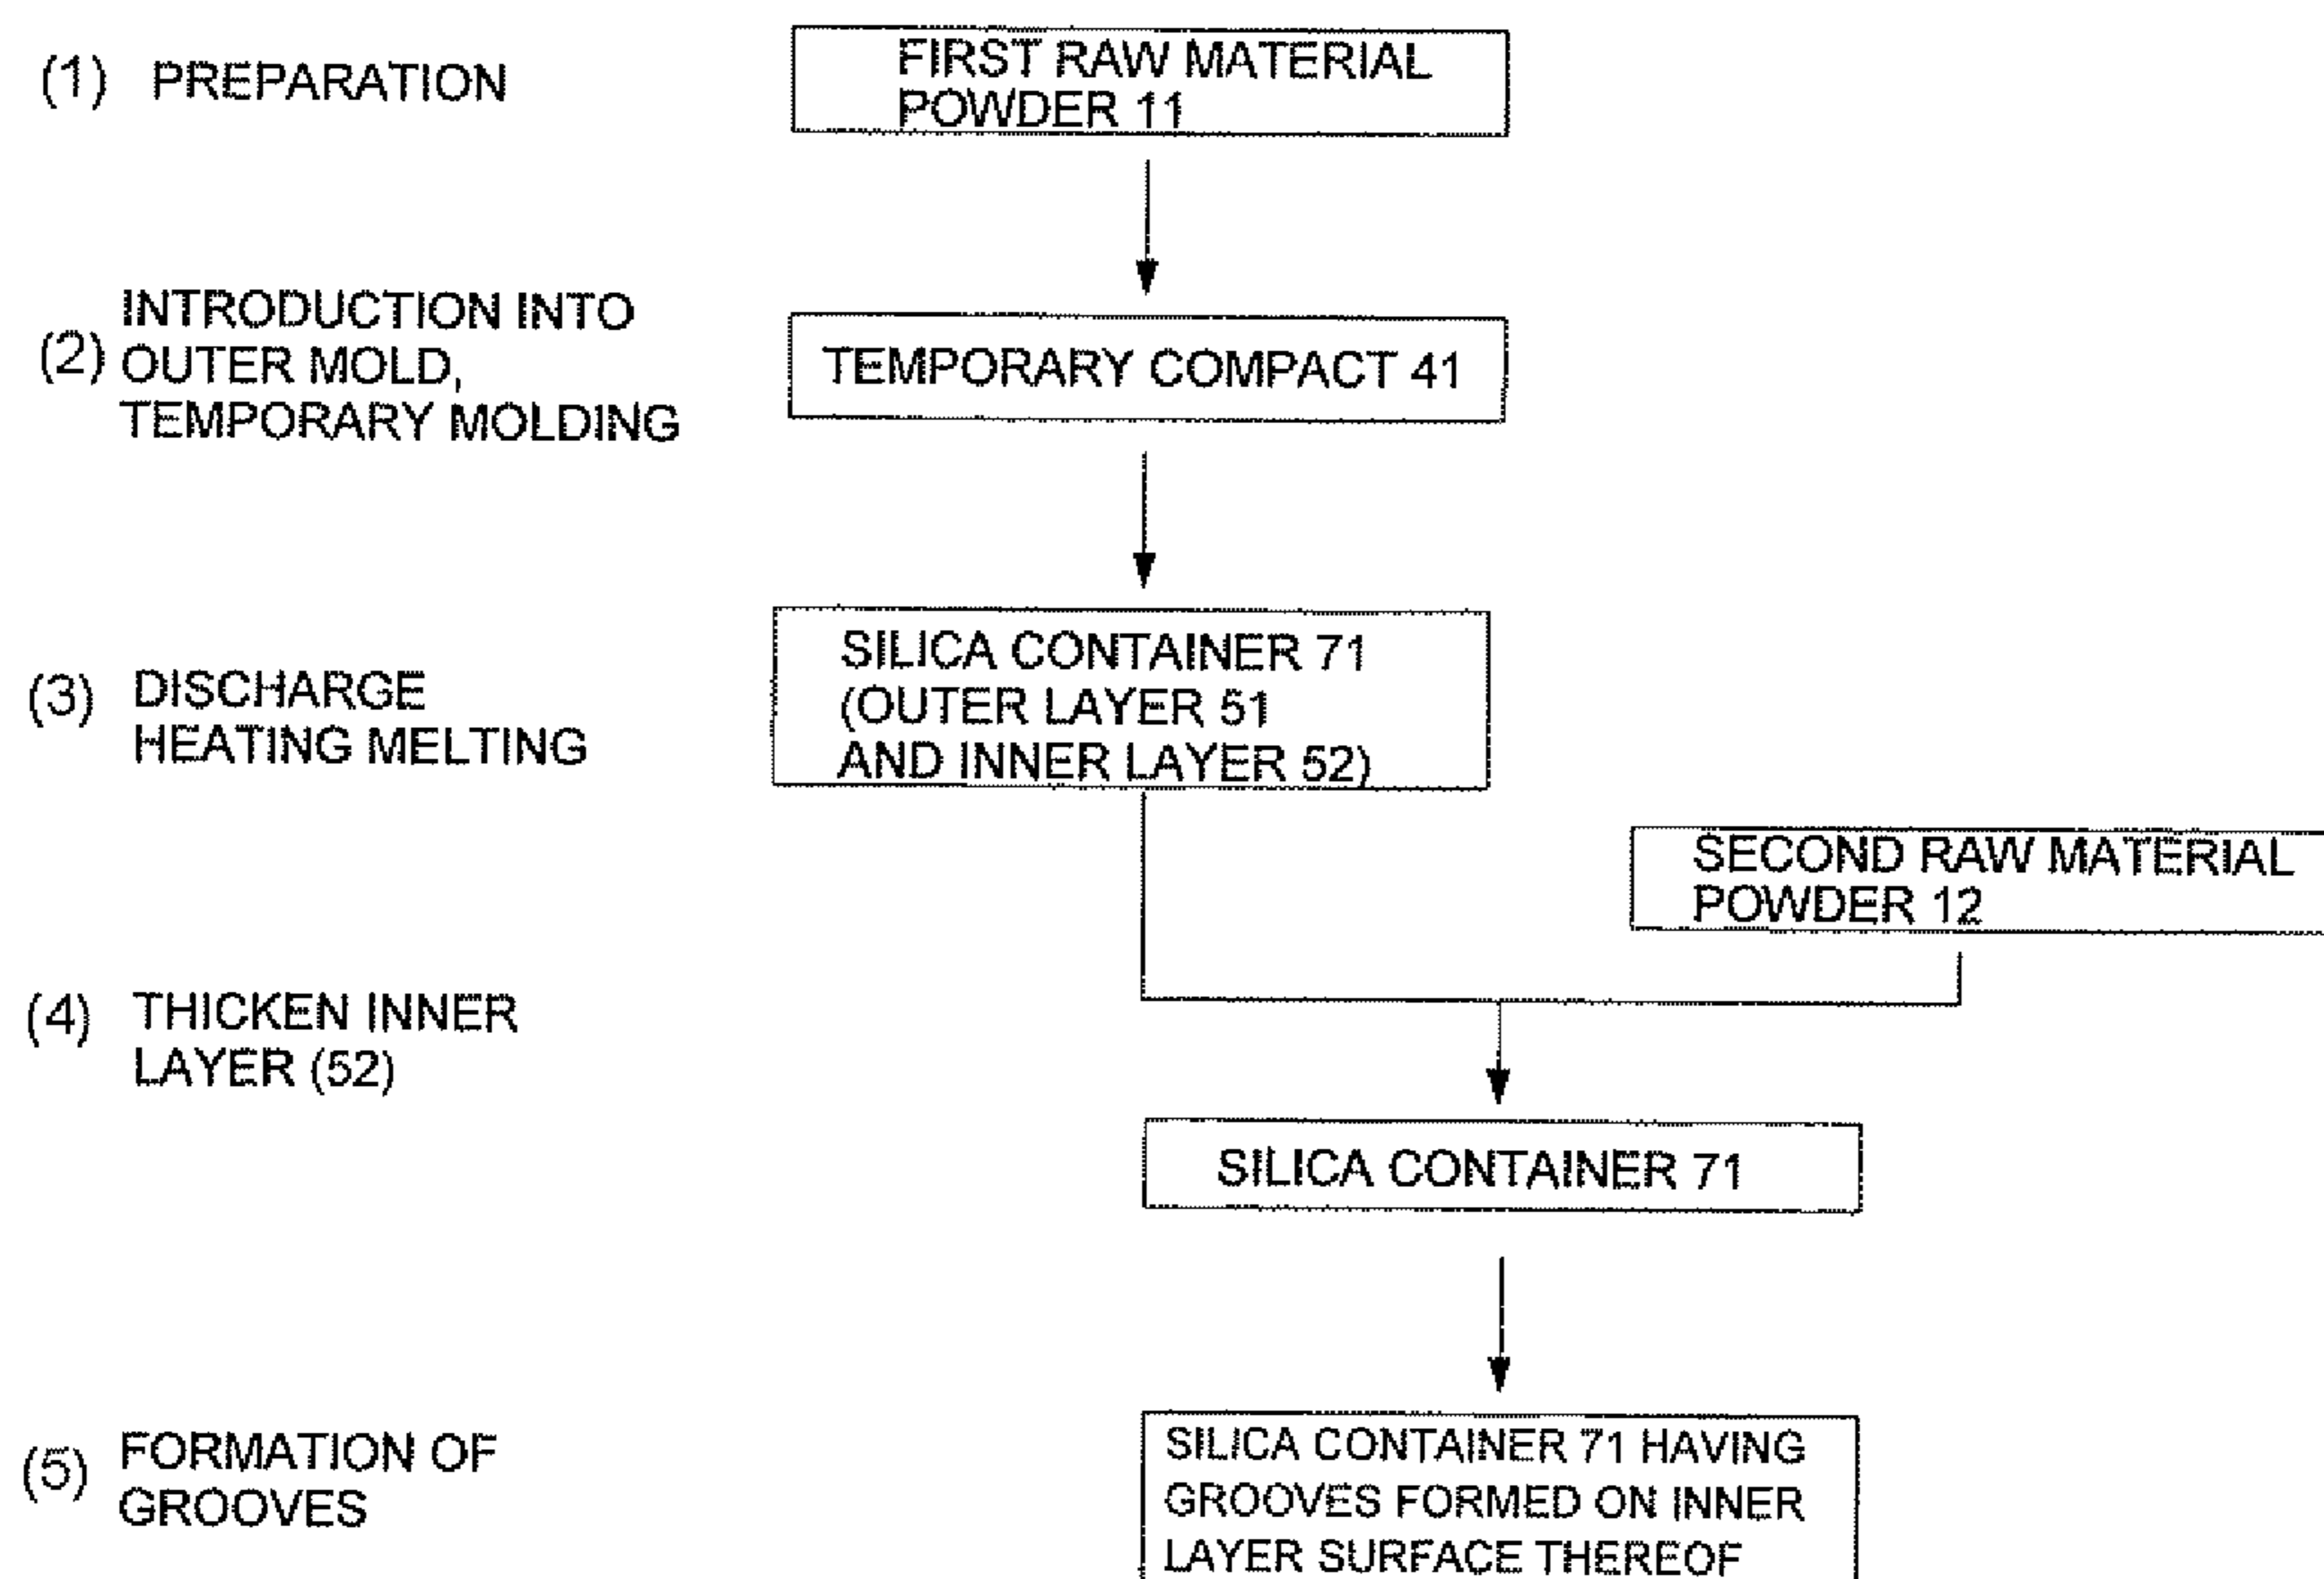 (1) PREPARATION
FIRST RAW MATERIAL
POWDER 11
(2) INTRODUCTION INTO
OUTER MOLD,
TEMPORARY MOLDING
TEMPORARY COMPACT 41
(3) DISCHARGE
HEATING MELTING
SILICA CONTAINER 71
(OUTER LAYER 51
AND INNER LAYER 52)
SECOND RAW MATERIAL
POWDER 12
(4) THICKEN INNER
LAYER (52)
SILICA CONTAINER 71
(5) FORMATION OF
GROOVES
SILICA CONTAINER 71 HAVING
GROOVES FORMED ON INNER
LAYER SURFACE THEREOF